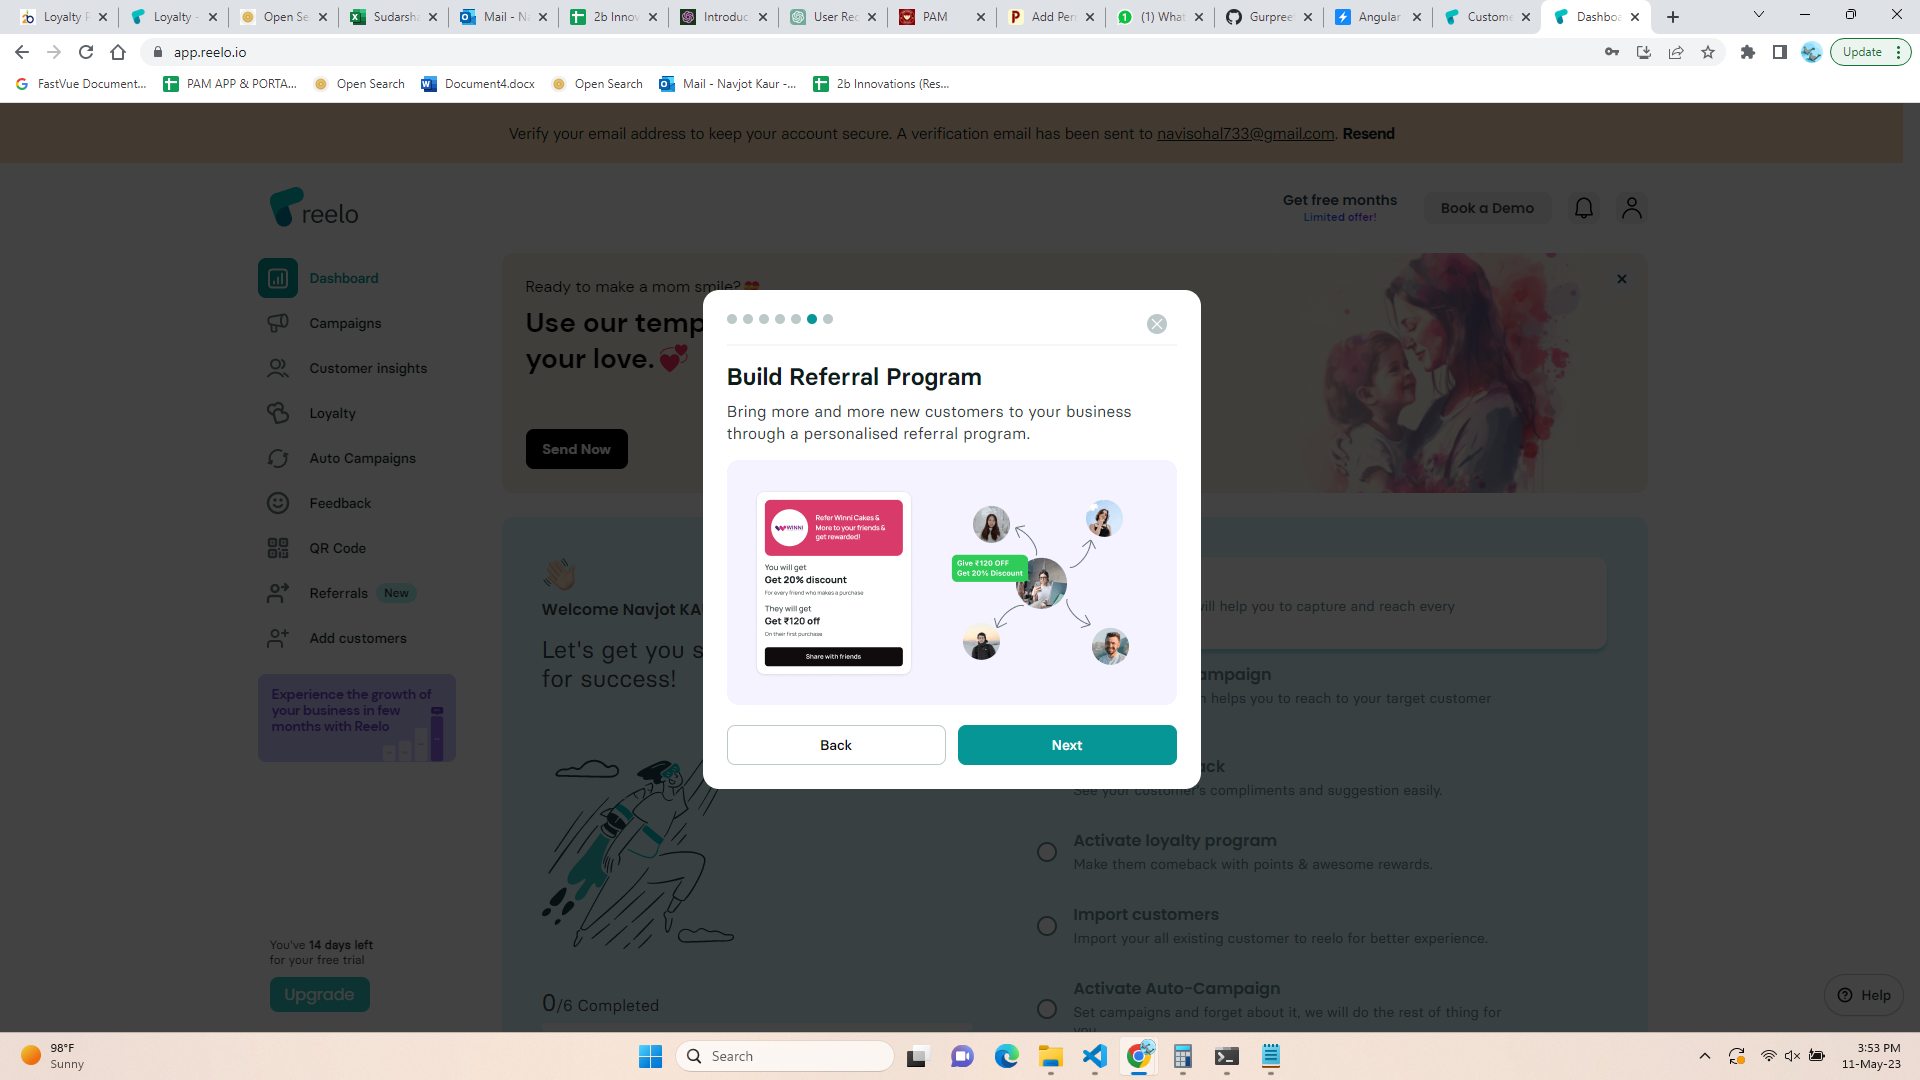 Loyalty P
Loyalty -
Open Se
Sudarsh
Mail - Na
2b Innov
Introduc
User Rec
PAM
Add Perm
(1) What
Gurpree
Angular
Custome
Dashboa
app.reelo.io
Update
FastVue Document...
PAM APP & PORTA...
Open Search
Document4.docx
Open Search
Mail - Navjot Kaur -...
2b Innovations (Res...
Verify your email address to keep your account secure. A verification email has been sent to navisohal733@gmail.com. Resend
reelo
Get free months
Limited offer!
Book a Demo
Dashboard
Campaigns
Customer insights
Loyalty
Auto Campaigns
Feedback
QR Code
Referrals New
Add customers
Experience the growth of
your business in few
months with Reelo
You've 14 days left
for your free trial
Upgrade
Ready to make a mom smile?
Use our temp
your love.
Send Now
Build Referral Program
Bring more and more new customers to your business
through a personalised referral program.
WINNI
Refer Winni Cakes &
More to your friends &
get rewarded!
You will get
Get 20% discount
For every friend who makes a purchase
They will get
Get ₹120 off
On their first purchase
Share with friends
Give ₹120 OFF
Get 20% Discount
Back
Next
Welcome Navjot KA
Let's get you s
for success!
0/6 Completed
will help you to capture and reach every
ampaign
n helps you to reach to your target customer
ck
See your customer's compliments and suggestion easily.
Activate loyalty program
Make them comeback with points & awesome rewards.
Import customers
Import your all existing customer to reelo for better experience.
Activate Auto-Campaign
Set campaigns and forget about it, we will do the rest of thing for
you
Help
98°F
Sunny
Search
3:53 PM
11-May-23